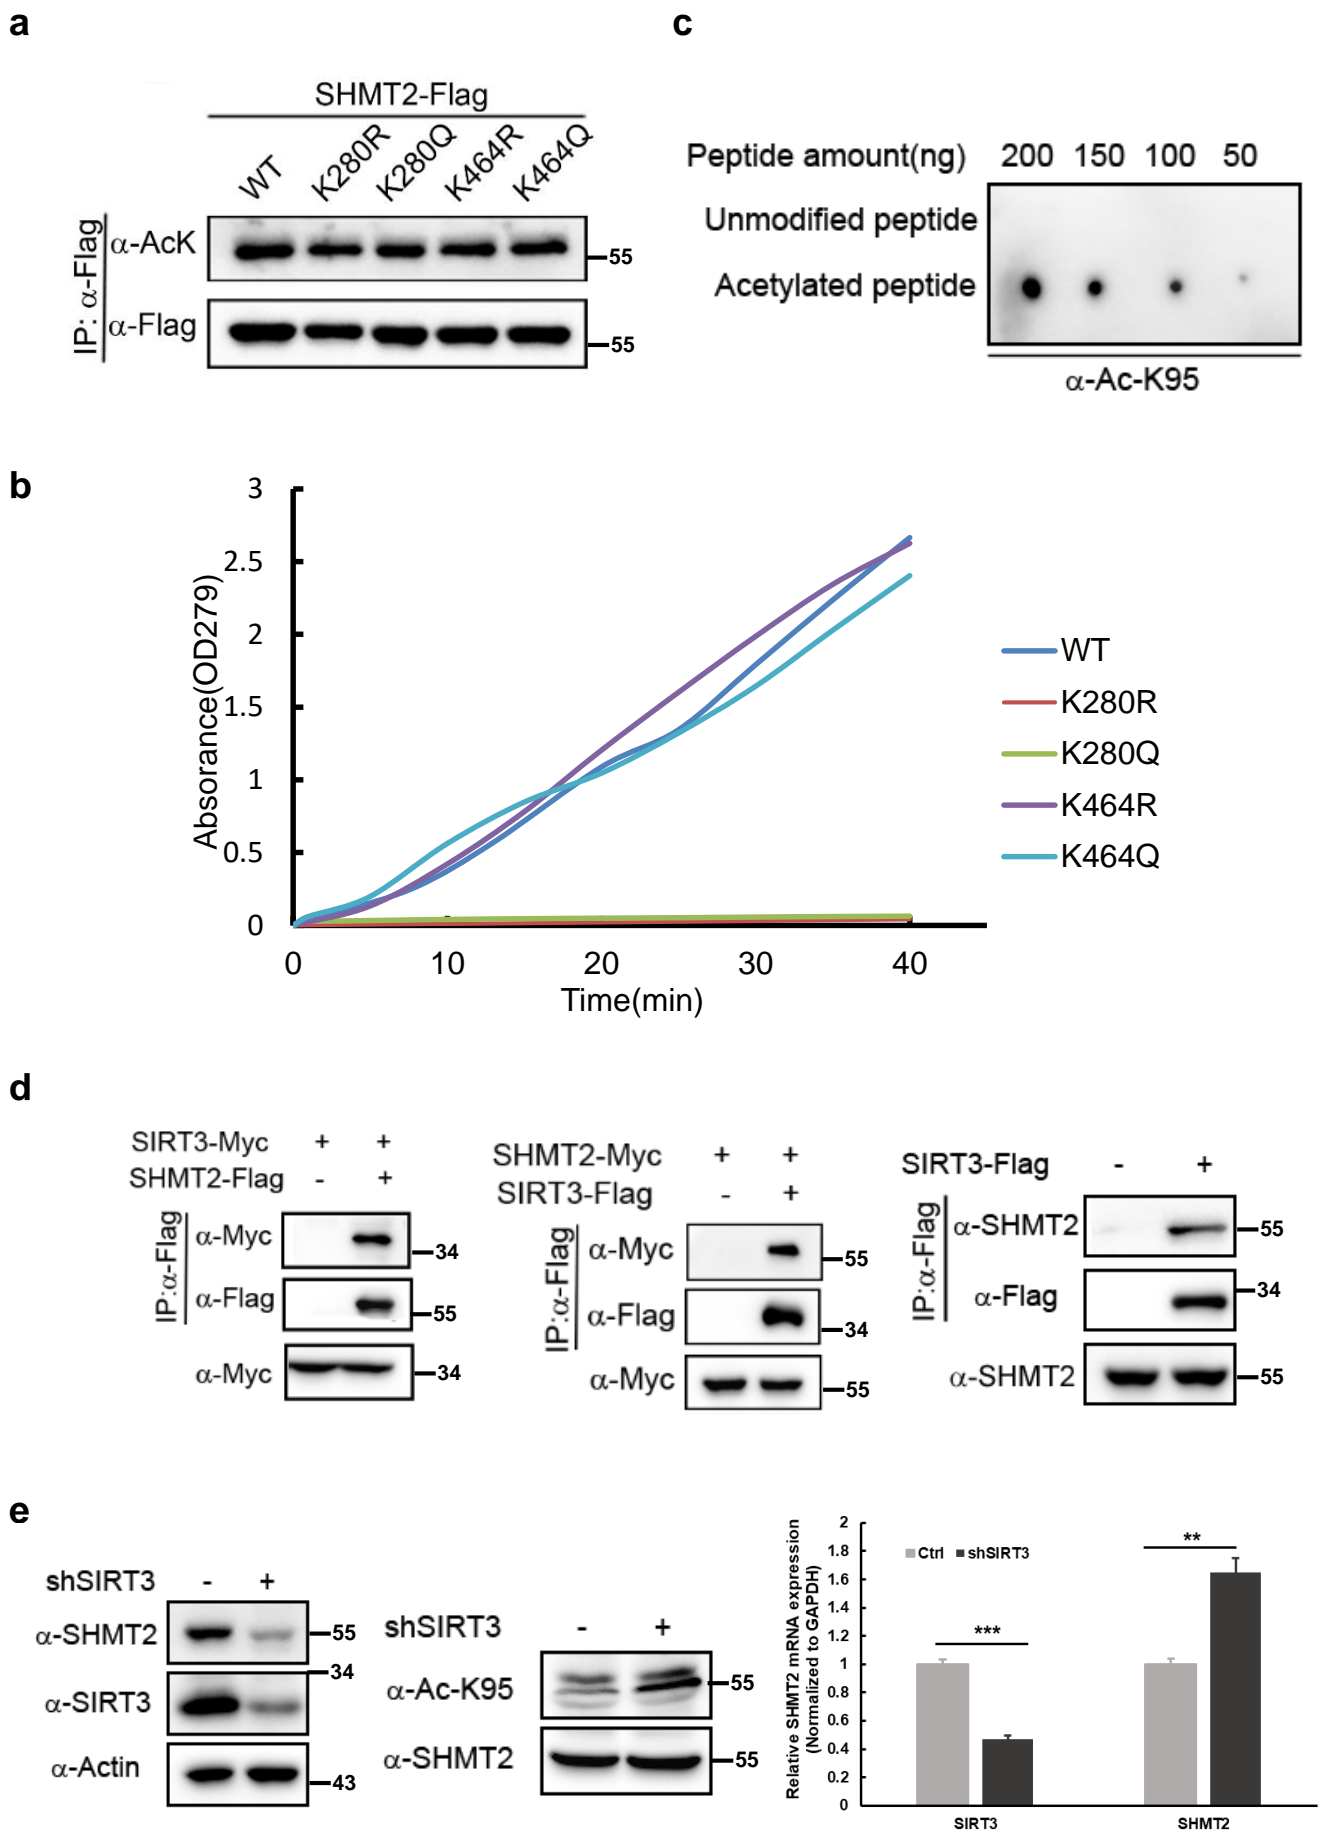 a
SHMT2-Flag
WT K280R K280Q K464R K464Q
IP: α-Flag
α-AcK
55
α-Flag
55
c
Peptide amount(ng) 200 150 100 50
Unmodified peptide
Acetylated peptide
α-Ac-K95
b
Absorance(OD279)
3
2.5
2
1.5
1
0.5
0
0 10 20 30 40
Time(min)
WT
K280R
K280Q
K464R
K464Q
d
SIRT3-Myc + +
SHMT2-Flag - +
IP:α-Flag
α-Myc 34
α-Flag 55
α-Myc 34
SHMT2-Myc + +
SIRT3-Flag - +
IP:α-Flag
α-Myc 55
α-Flag 34
α-Myc 55
SIRT3-Flag - +
IP:α-Flag
α-SHMT2 55
α-Flag 34
α-SHMT2 55
e
shSIRT3 - +
α-SHMT2 55
34
α-SIRT3
α-Actin 43
shSIRT3 - +
α-Ac-K95 55
α-SHMT2 55
Relative SHMT2 mRNA expression
(Normalized to GAPDH)
2
1.8
1.6
1.4
1.2
1
0.8
0.6
0.4
0.2
0
Ctrl shSIRT3
***
**
SIRT3 SHMT2